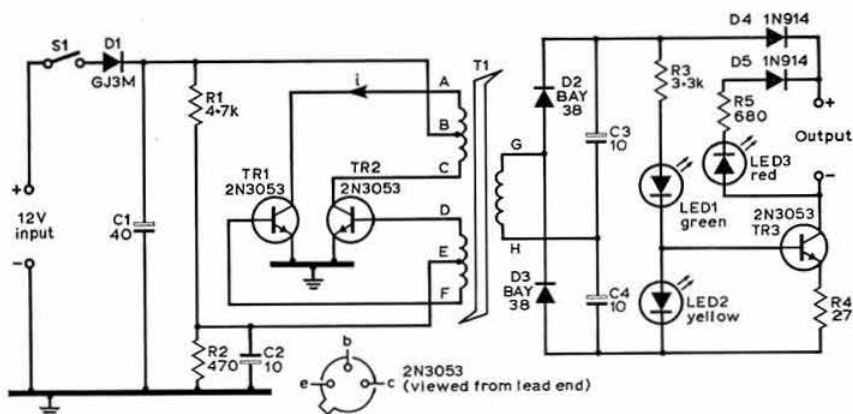 S1
D1
GJ3M
R1
4·7k
+
12V
input
−
C1
40
R2
470
C2
10
i
A
B
C
T1
TR1
2N3053
TR2
2N3053
D
E
F
b
e
c
2N3053
(viewed from lead end)
G
H
D2
BAY
38
D3
BAY
38
C3
10
C4
10
R3
3·3k
LED1
green
LED2
yellow
D4 1N914
D5 1N914
R5
680
LED3
red
+
Output
−
2N3053
TR3
R4
27